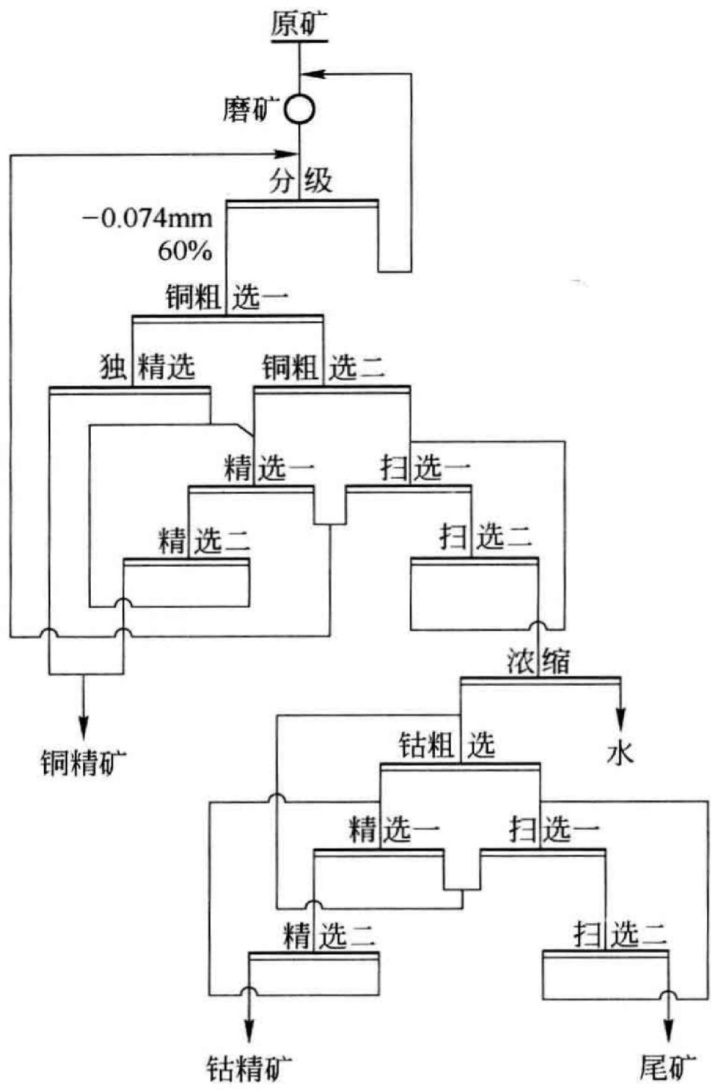 原矿
磨矿
分级
-0.074mm
60%
铜粗选一
独精选
铜粗选二
精选一
扫选一
精选二
扫选二
浓缩
铜精矿
钴粗选
水
精选一
扫选一
精选二
扫选二
钴精矿
尾矿